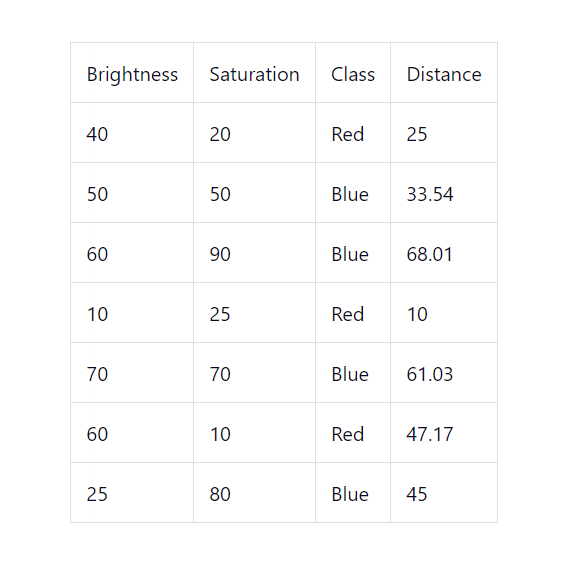 Brightness Saturation Class Distance
40 20 Red 25
50 50 Blue 33.54
60 90 Blue 68.01
10 25 Red 10
70 70 Blue 61.03
60 10 Red 47.17
25 80 Blue 45